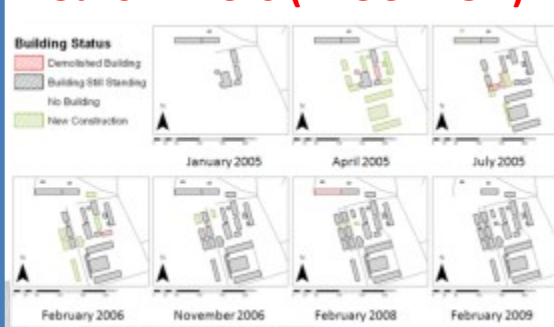 Building Status
Demolished Building
Building Still Standing
No Building
New Construction
January 2005
April 2005
July 2005
February 2006
November 2006
February 2008
February 2009